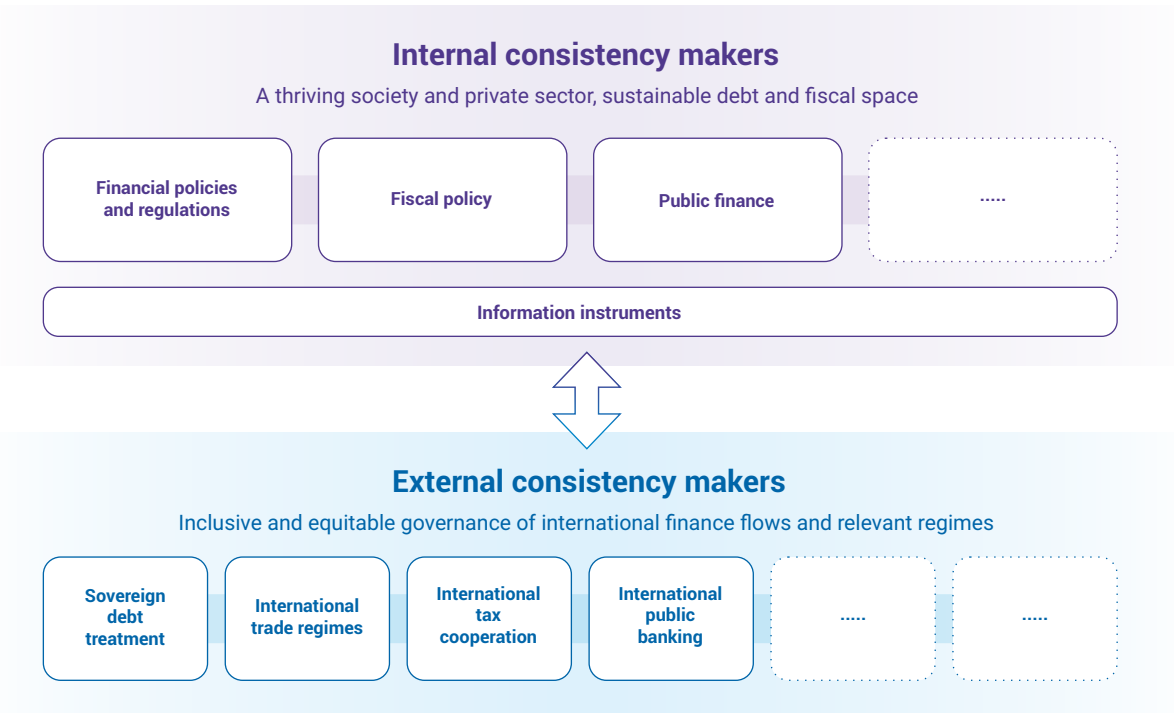 Internal consistency makers
A thriving society and private sector, sustainable debt and fiscal space
Financial policies
and regulations
Fiscal policy
Public finance
.....
Information instruments
External consistency makers
Inclusive and equitable governance of international finance flows and relevant regimes
Sovereign
debt
treatment
International
trade regimes
International
tax
cooperation
International
public
banking
.....
.....